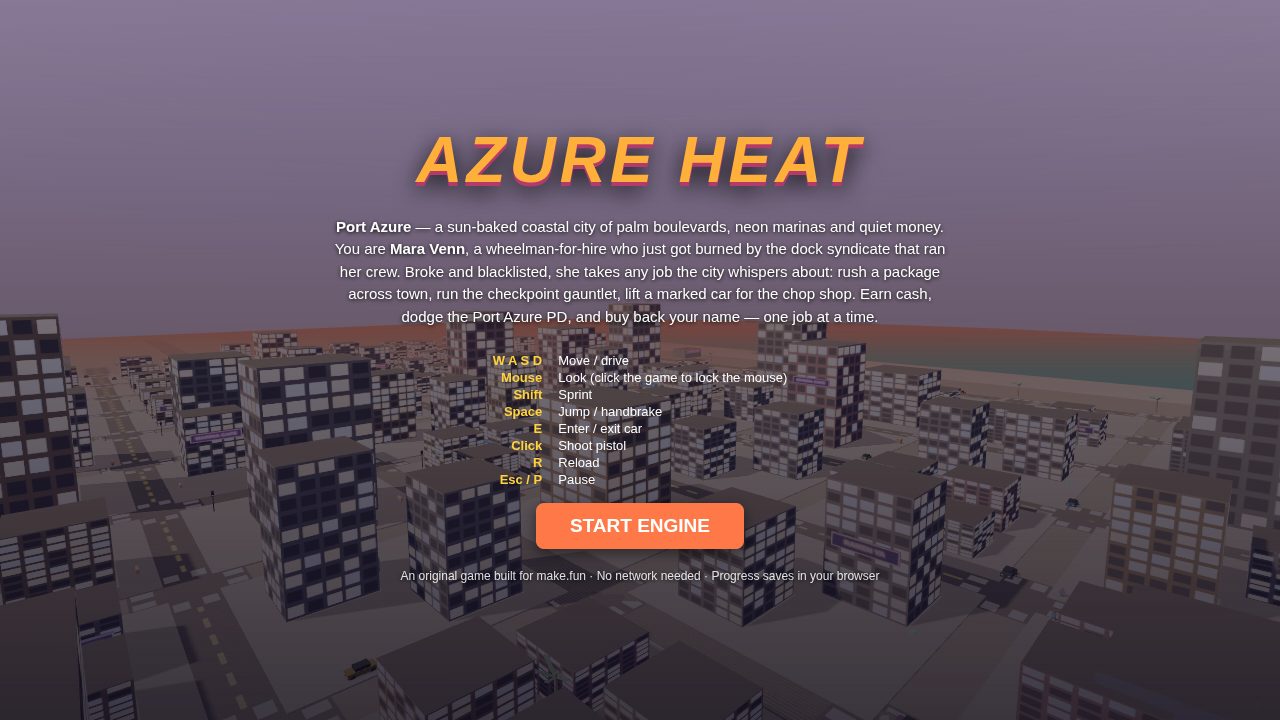 AZURE HEAT
Port Azure — a sun-baked coastal city of palm boulevards, neon marinas and quiet money.
You are Mara Venn, a wheelman-for-hire who just got burned by the dock syndicate that ran
her crew. Broke and blacklisted, she takes any job the city whispers about: rush a package
across town, run the checkpoint gauntlet, lift a marked car for the chop shop. Earn cash,
dodge the Port Azure PD, and buy back your name — one job at a time.
W A S D Move / drive
Mouse Look (click the game to lock the mouse)
Shift Sprint
Space Jump / handbrake
E Enter / exit car
Click Shoot pistol
R Reload
Esc / P Pause
START ENGINE
An original game built for make.fun · No network needed · Progress saves in your browser